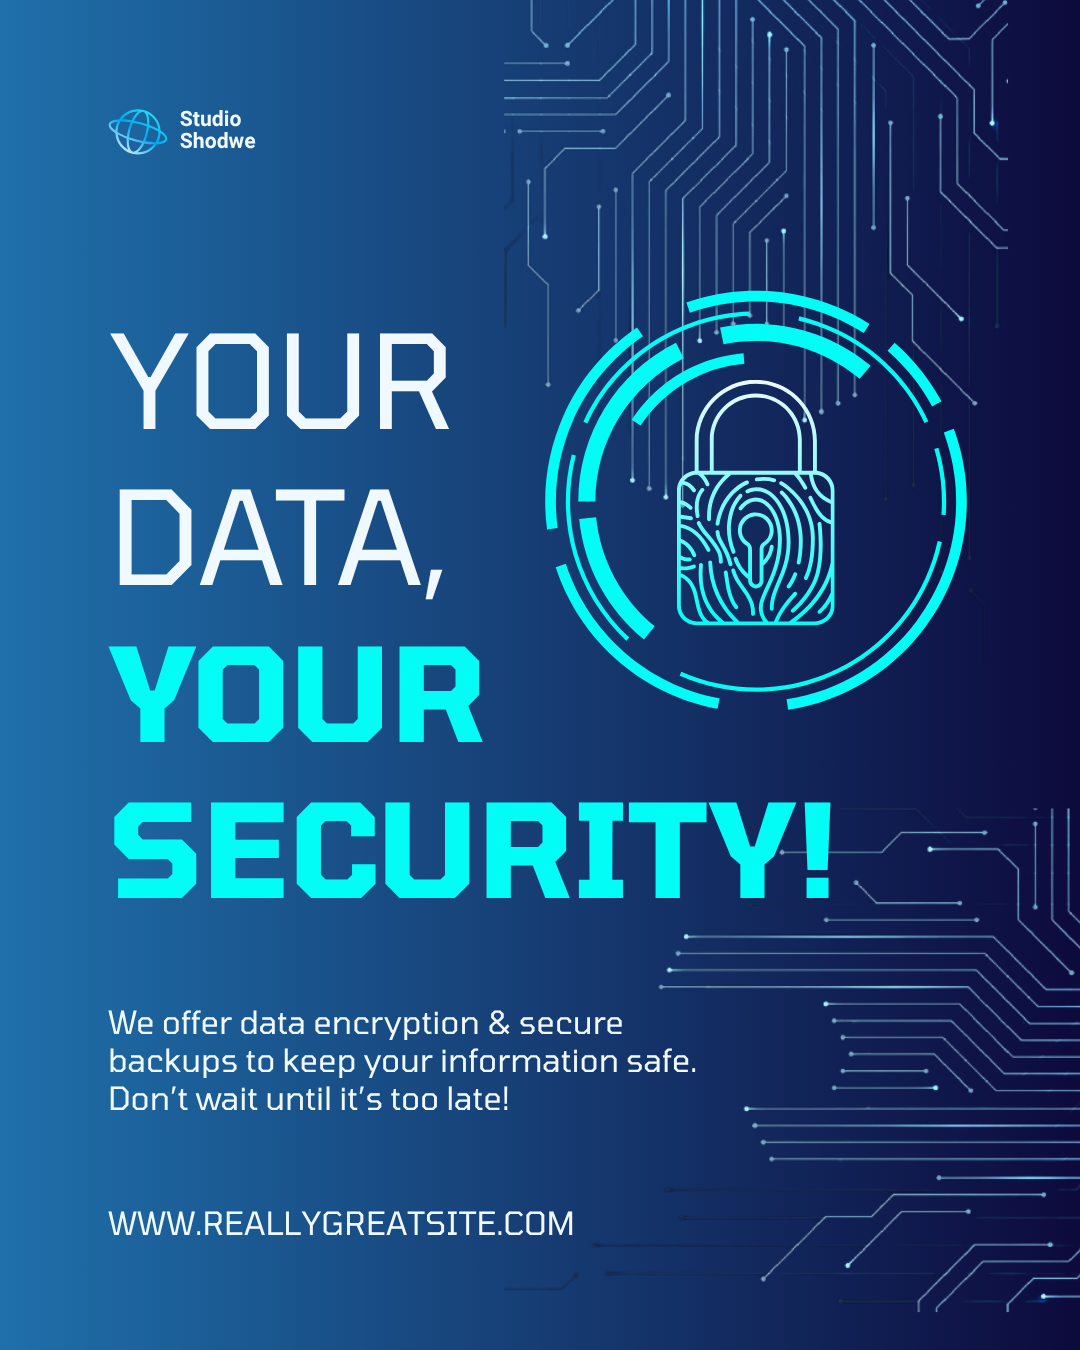 Studio
Shodwe
YOUR
DATA,
YOUR
SECURITY!
We offer data encryption & secure
backups to keep your information safe.
Don't wait until it's too late!
WWW.REALLYGREATSITE.COM